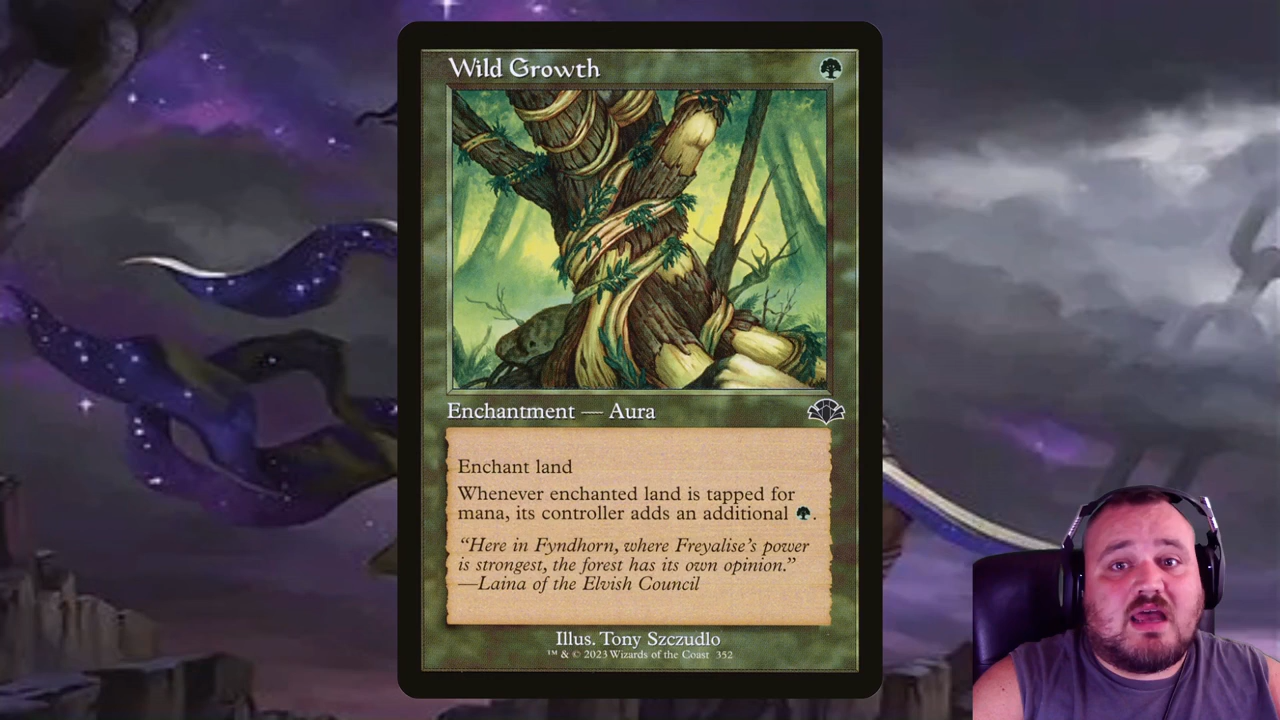 Wild Growth
Enchantment — Aura
Enchant land
Whenever enchanted land is tapped for
mana, its controller adds an additional .
“Here in Fyndhorn, where Freyalise’s power
is strongest, the forest has its own opinion.”
—Laina of the Elvish Council
Illus. Tony Szczudlo
™ & © 2023 Wizards of the Coast 352